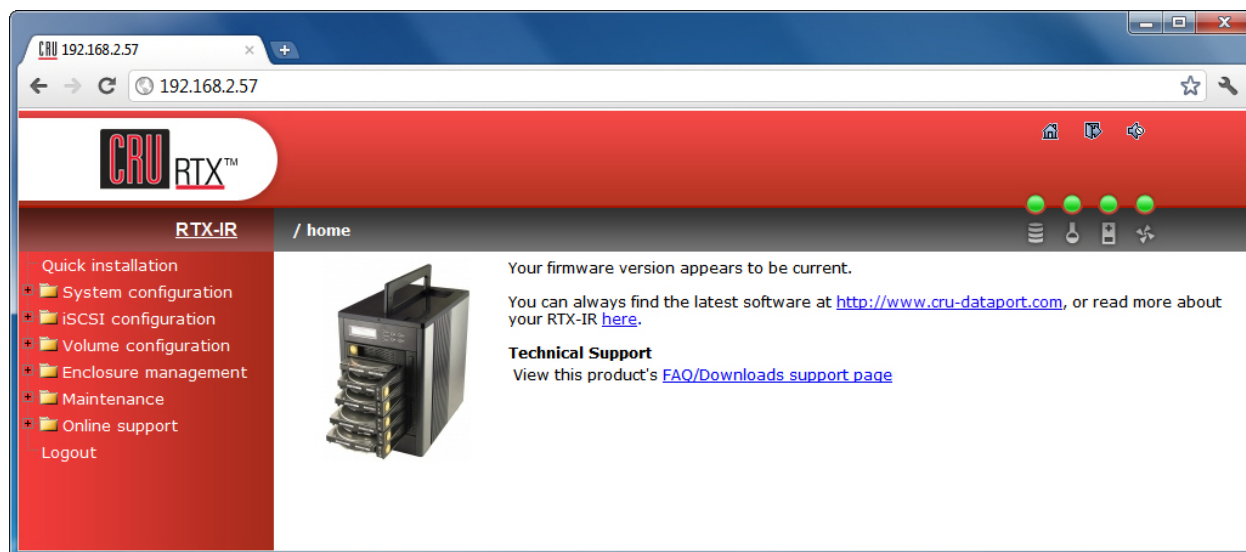 CRU 192.168.2.57
192.168.2.57
CRU RTX™
RTX-IR
/ home
Quick installation
System configuration
iSCSI configuration
Volume configuration
Enclosure management
Maintenance
Online support
Logout
Your firmware version appears to be current.
You can always find the latest software at http://www.cru-dataport.com, or read more about
your RTX-IR here.
Technical Support
View this product's FAQ/Downloads support page